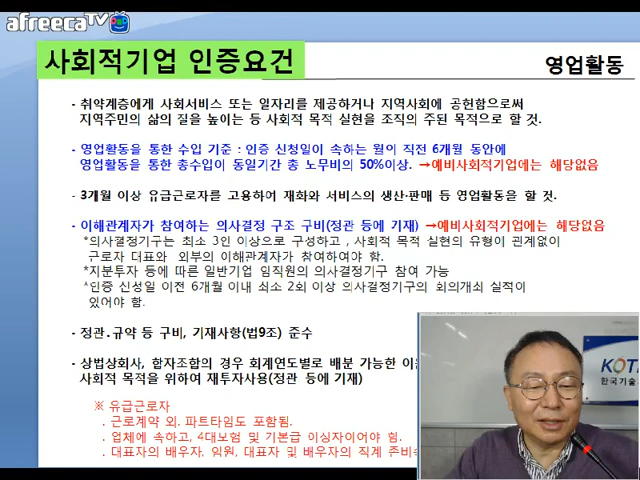 afreecaTV
사회적기업 인증요건
영업활동
- 취약계층에게 사회서비스 또는 일자리를 제공하거나 지역사회에 공헌함으로써
지역주민의 삶의 질을 높이는 등 사회적 목적 실현을 조직의 주된 목적으로 할 것.
- 영업활동을 통한 수입 기준 : 인증 신청일이 속하는 월이 직전 6개월 동안에
영업활동을 통한 총수입이 동일기간 총 노무비의 50%이상. →예비사회적기업에는 해당없음
- 3개월 이상 유급근로자를 고용하여 재화와 서비스의 생산·판매 등 영업활동을 할 것.
- 이해관계자가 참여하는 의사결정 구조 구비(정관 등에 기재) →예비사회적기업에는 해당없음
*의사결정기구는 최소 3인 이상으로 구성하고, 사회적 목적 실현의 유형이 관계없이
근로자 대표와 외부의 이해관계자가 참여하여야 함.
*지분투자 등에 따른 일반기업 임직원의 의사결정기구 참여 가능
*인증 신성일 이전 6개월 이내 최소 2회 이상 의사결정기구의 회의개최 실적이
있어야 함.
- 정관.규약 등 구비, 기재사항(법9조) 준수
- 상법상회사, 합자조합의 경우 회계연도별로 배분 가능한 이
사회적 목적을 위하여 재투자사용(정관 등에 기재)
※ 유급근로자
. 근로계약 외. 파트타임도 포함됨.
. 업체에 속하고, 4대보험 및 기본급 이상자이어야 함.
. 대표자의 배우자, 임원, 대표자 및 배우자의 직계 존비
KOT
한국기술